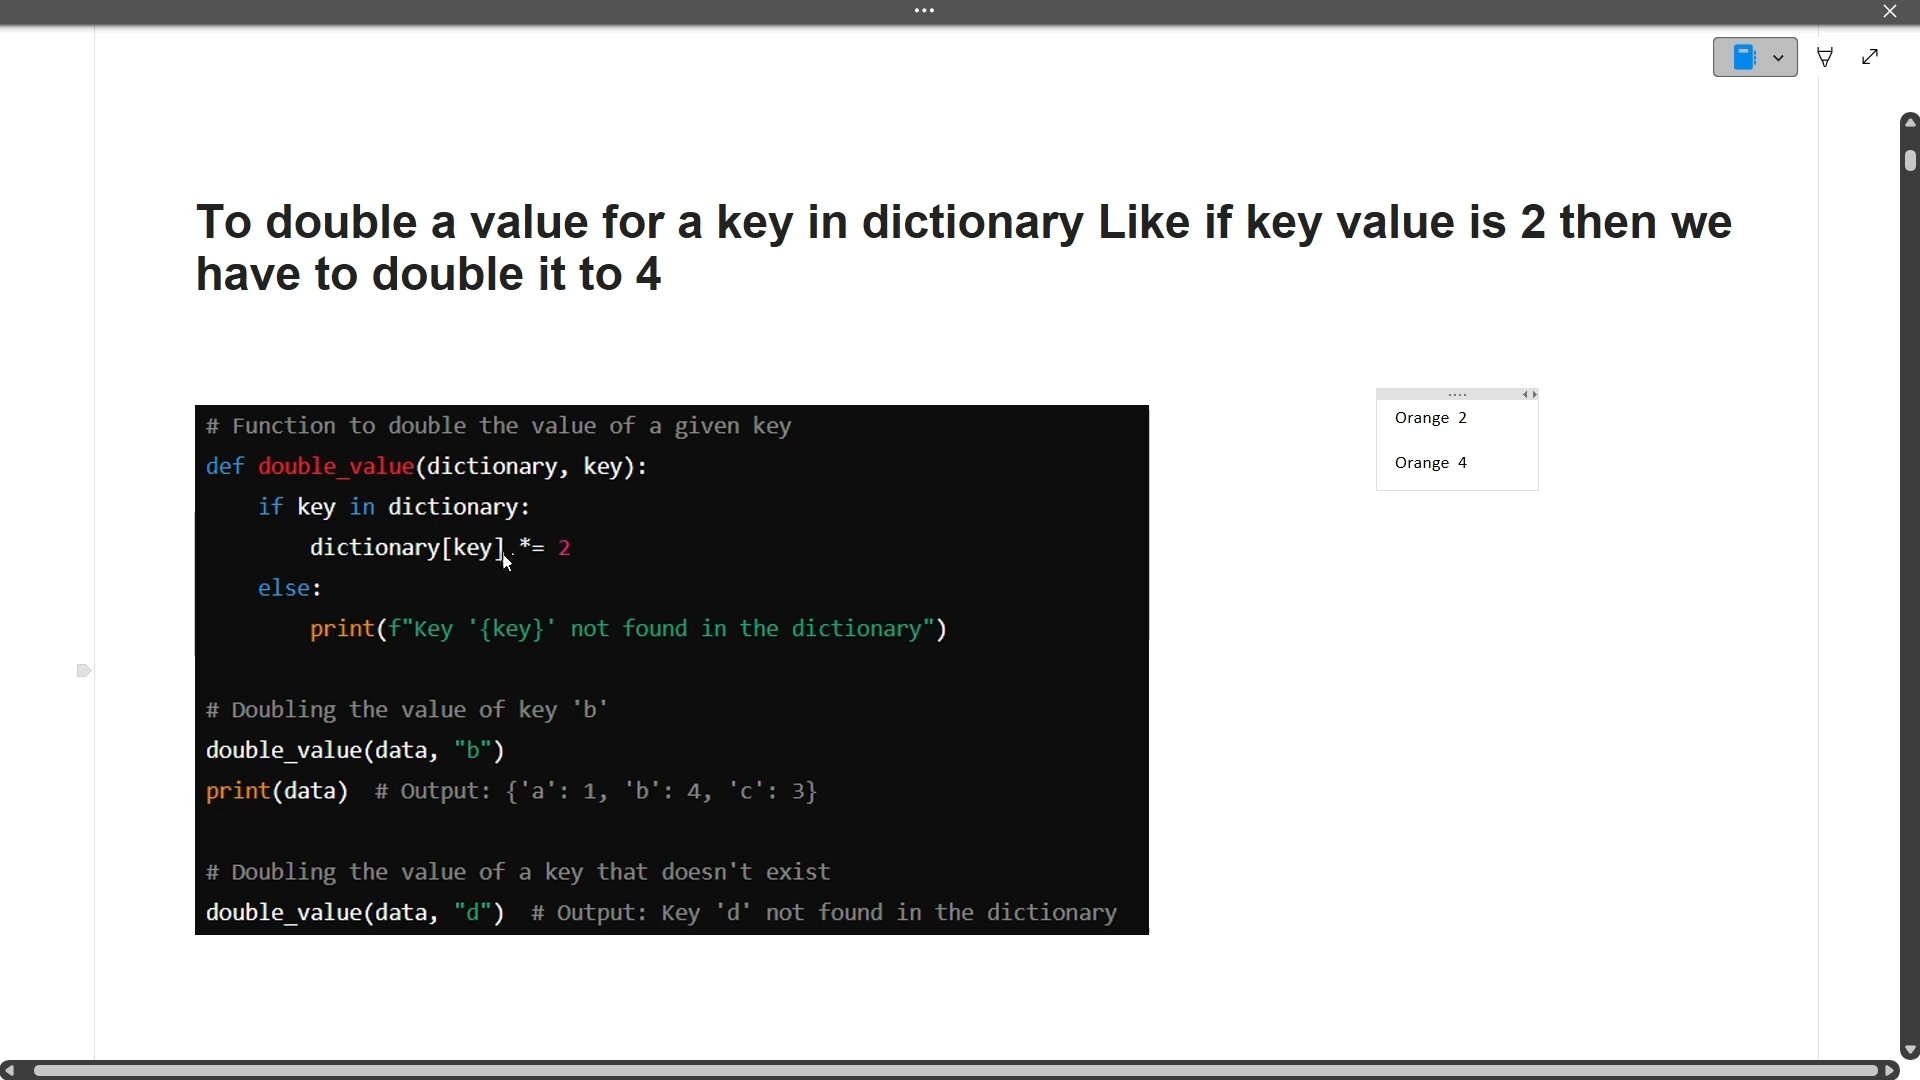 To double a value for a key in dictionary Like if key value is 2 then we
have to double it to 4
# Function to double the value of a given key
def double_value(dictionary, key):
    if key in dictionary:
        dictionary[key] *= 2
    else:
        print(f"Key '{key}' not found in the dictionary")
# Doubling the value of key 'b'
double_value(data, "b")
print(data)  # Output: {'a': 1, 'b': 4, 'c': 3}
# Doubling the value of a key that doesn't exist
double_value(data, "d")  # Output: Key 'd' not found in the dictionary
Orange 2
Orange 4